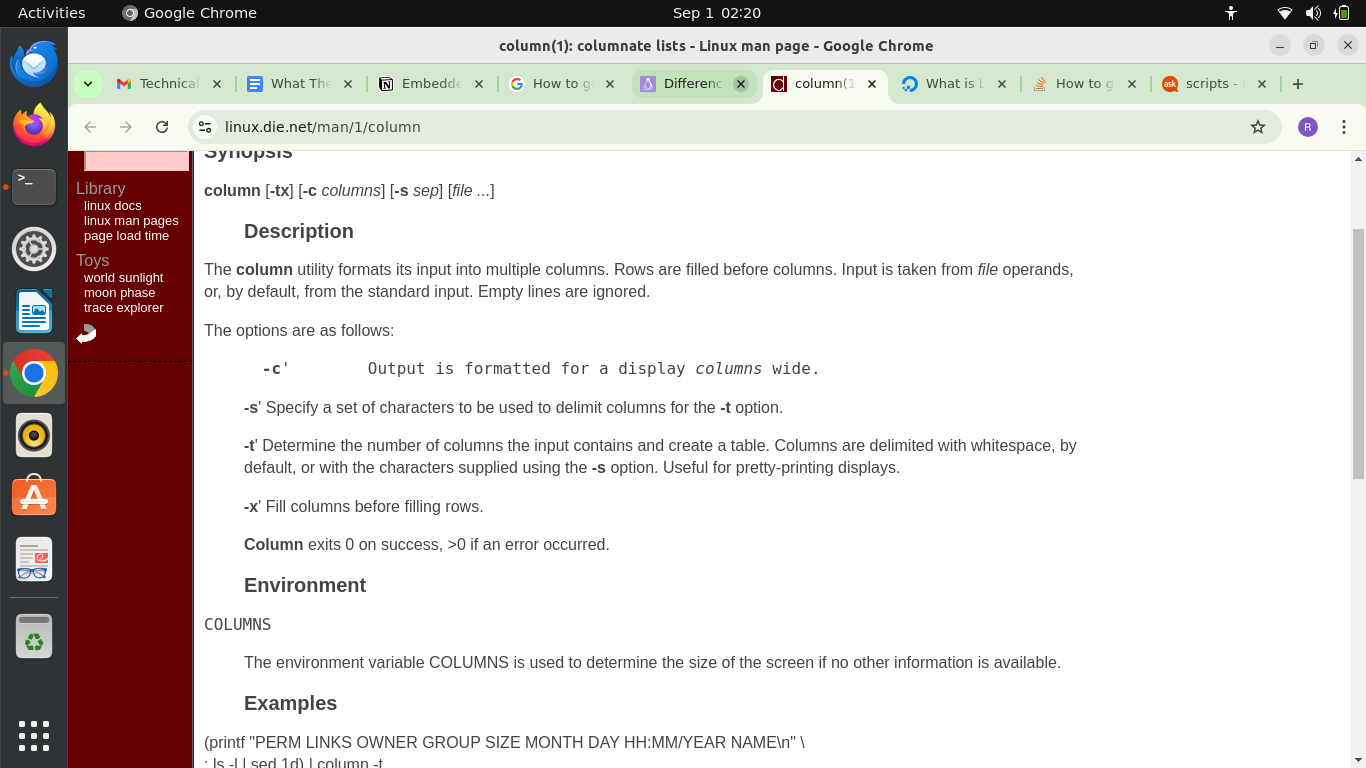 Activities
Google Chrome
Sep 1 02:20
column(1): columnate lists - Linux man page - Google Chrome
Technical
What The
Embedde
How to g
Differenc
column(1
What is L
How to g
scripts -
linux.die.net/man/1/column
R
Library
linux docs
linux man pages
page load time
Toys
world sunlight
moon phase
trace explorer
Synopsis
column [-tx] [-c columns] [-s sep] [file ...]
Description
The column utility formats its input into multiple columns. Rows are filled before columns. Input is taken from file operands,
or, by default, from the standard input. Empty lines are ignored.
The options are as follows:
-c' Output is formatted for a display columns wide.
-s' Specify a set of characters to be used to delimit columns for the -t option.
-t' Determine the number of columns the input contains and create a table. Columns are delimited with whitespace, by
default, or with the characters supplied using the -s option. Useful for pretty-printing displays.
-x' Fill columns before filling rows.
Column exits 0 on success, >0 if an error occurred.
Environment
COLUMNS
The environment variable COLUMNS is used to determine the size of the screen if no other information is available.
Examples
(printf "PERM LINKS OWNER GROUP SIZE MONTH DAY HH:MM/YEAR NAME\n" \
; ls -l | sed 1d) | column -t